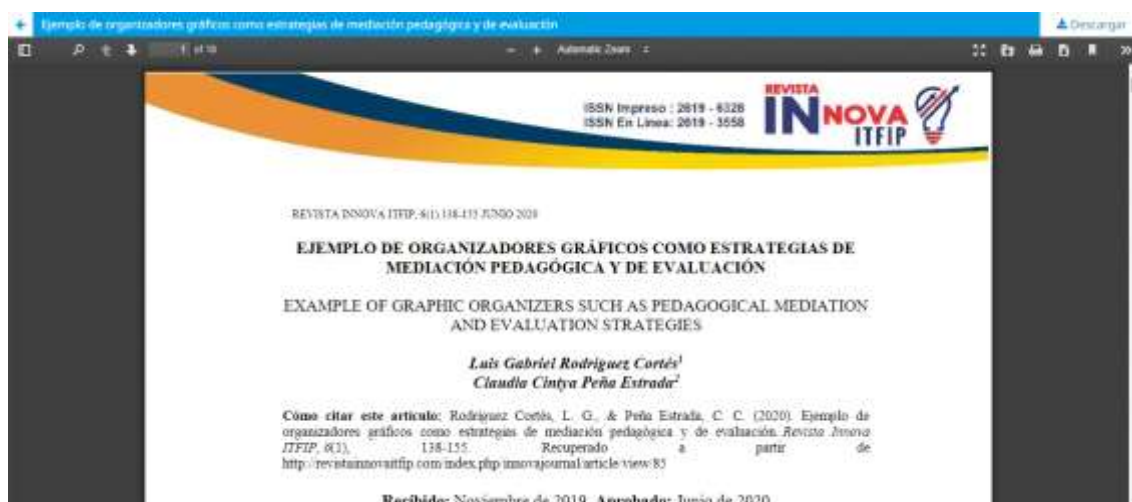 Ejemplo de organizadores gráficos como estrategias de mediación pedagógica y de evaluación
Descargar
1 of 18
Automatic Zoom
ISSN Impreso : 2619 - 6328
ISSN En Linea: 2619 - 3558
REVISTA
INNOVA
ITFIP
REVISTA INNOVA ITFIP, 6(1) 138-155 JUNIO 2020
EJEMPLO DE ORGANIZADORES GRÁFICOS COMO ESTRATEGIAS DE
MEDIACIÓN PEDAGÓGICA Y DE EVALUACIÓN
EXAMPLE OF GRAPHIC ORGANIZERS SUCH AS PEDAGOGICAL MEDIATION
AND EVALUATION STRATEGIES
Luis Gabriel Rodriguez Cortés1
Claudia Cintya Peña Estrada2
Cómo citar este artículo: Rodríguez Cortés, L. G., & Peña Estrada, C. C. (2020). Ejemplo de
organizadores gráficos como estrategias de mediación pedagógica y de evaluación. Revista Innova
ITFIP, 6(1), 138-155. Recuperado a partir de
http://revistainnovaitfip.com/index.php/innovajournal/article/view/85
Recibido: Noviembre de 2019. Aprobado: Junio de 2020